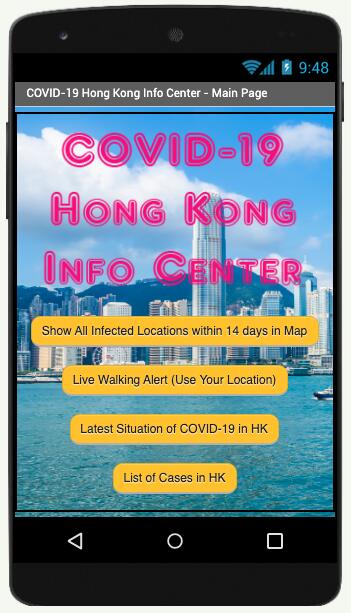 9:48
COVID-19 Hong Kong Info Center - Main Page
COVID-19
Hong Kong
Info Center
Show All Infected Locations within 14 days in Map
Live Walking Alert (Use Your Location)
Latest Situation of COVID-19 in HK
List of Cases in HK